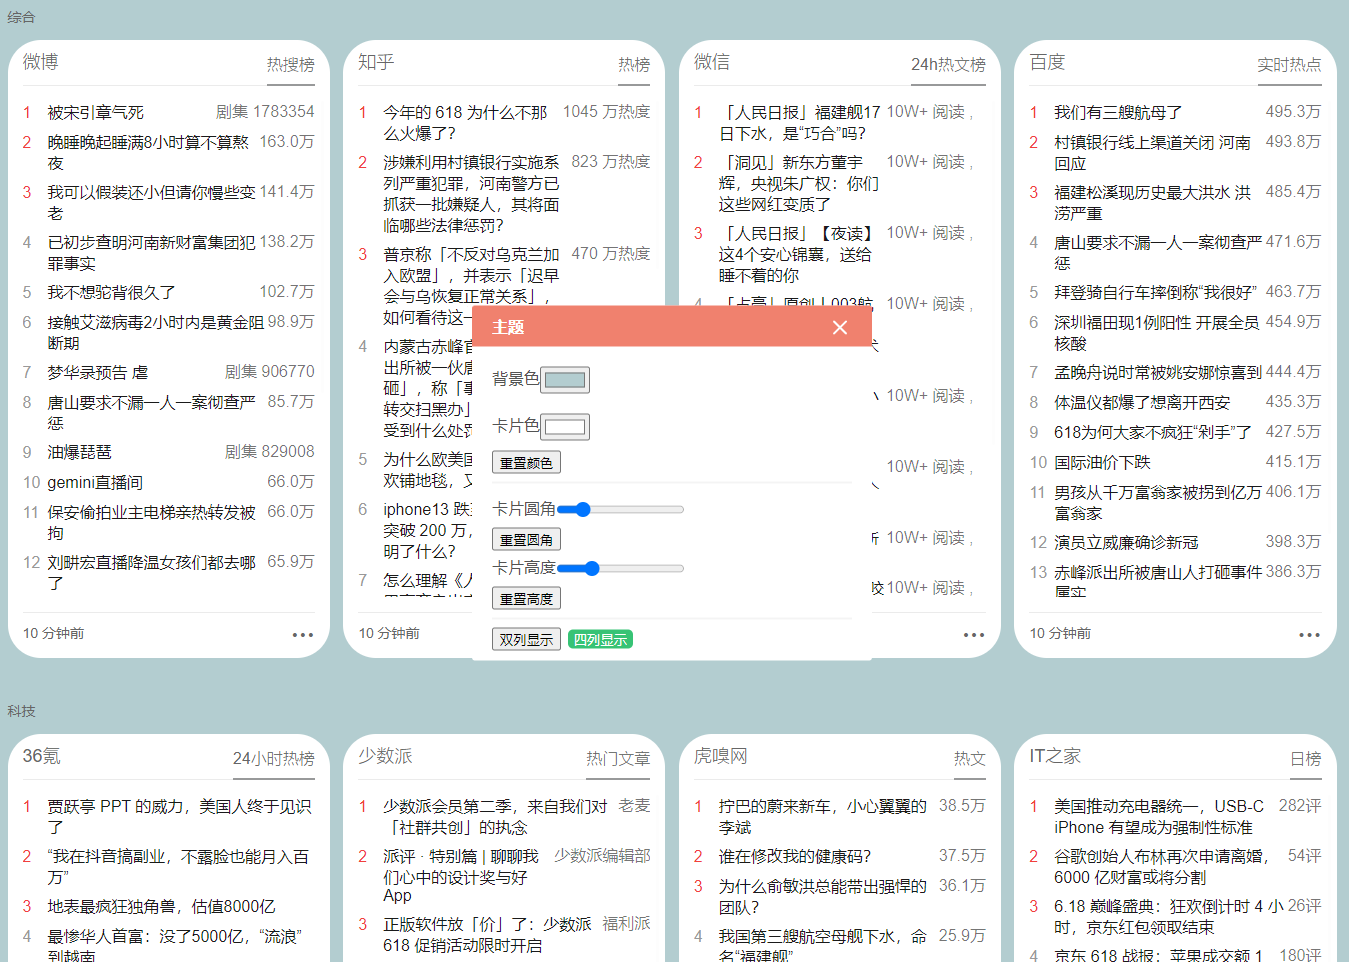 综合
微博 热搜榜
1 被宋引章气死 剧集 1783354
2 晚睡晚起睡满8小时算不算熬 163.0万
夜
3 我可以假装还小但请你慢些变 141.4万
老
4 已初步查明河南新财富集团犯 138.2万
罪事实
5 我不想驼背很久了 102.7万
6 接触艾滋病毒2小时内是黄金阻 98.9万
断期
7 梦华录预告 虐 剧集 906770
8 唐山要求不漏一人一案彻查严 85.7万
惩
9 油爆琵琶 剧集 829008
10 gemini直播间 66.0万
11 保安偷拍业主电梯亲热转发被 66.0万
拘
12 刘畊宏直播降温女孩们都去哪 65.9万
了
10 分钟前
知乎 热榜
1 今年的 618 为什么不那 1045 万热度
么火爆了？
2 涉嫌利用村镇银行实施系 823 万热度
列严重犯罪，河南警方已
抓获一批嫌疑人，其将面
临哪些法律惩罚？
3 普京称「不反对乌克兰加 470 万热度
入欧盟」，并表示「迟早
会与乌恢复正常关系」，
如何看待这一
4 内蒙古赤峰官
出所被一伙唐
砸」，称「事
转交扫黑办」
受到什么处罚
5 为什么欧美国
欢铺地毯，又
6 iphone13 跌
突破 200 万，
明了什么？
7 怎么理解《人
10 分钟前
微信 24h热文榜
1 「人民日报」福建舰17 10W+ 阅读，
日下水，是“巧合”吗？
2 「洞见」新东方董宇 10W+ 阅读，
辉，央视朱广权：你们
这些网红变质了
3 「人民日报」【夜读】 10W+ 阅读，
这4个安心锦囊，送给
睡不着的你
4 「占豪」原创｜003航 10W+ 阅读，
10W+ 阅读，
10W+ 阅读，
10W+ 阅读，
10W+ 阅读，
百度 实时热点
1 我们有三艘航母了 495.3万
2 村镇银行线上渠道关闭 河南 493.8万
回应
3 福建松溪现历史最大洪水 洪 485.4万
涝严重
4 唐山要求不漏一人一案彻查严 471.6万
惩
5 拜登骑自行车摔倒称“我很好” 463.7万
6 深圳福田现1例阳性 开展全员 454.9万
核酸
7 孟晚舟说时常被姚安娜惊喜到 444.4万
8 体温仪都爆了想离开西安 435.3万
9 618为何大家不疯狂“剁手”了 427.5万
10 国际油价下跌 415.1万
11 男孩从千万富翁家被拐到亿万 406.1万
富翁家
12 演员立威廉确诊新冠 398.3万
13 赤峰派出所被唐山人打砸事件 386.3万
属实
10 分钟前
主题
背景色
卡片色
重置颜色
卡片圆角
重置圆角
卡片高度
重置高度
双列显示 四列显示
科技
36氪 24小时热榜
1 贾跃亭 PPT 的威力，美国人终于见识
了
2 “我在抖音搞副业，不露脸也能月入百
万”
3 地表最疯狂独角兽，估值8000亿
4 最惨华人首富：没了5000亿，“流浪”
到越南
少数派 热门文章
1 少数派会员第二季，来自我们对 老麦
「社群共创」的执念
2 派评 · 特别篇 | 聊聊我 少数派编辑部
们心中的设计奖与好
App
3 正版软件放「价」了：少数派 福利派
618 促销活动限时开启
虎嗅网 热文
1 拧巴的蔚来新车，小心翼翼的 38.5万
李斌
2 谁在修改我的健康码？ 37.5万
3 为什么俞敏洪总能带出强悍的 36.1万
团队？
4 我国第三艘航空母舰下水，命 25.9万
名“福建舰”
IT之家 日榜
1 美国推动充电器统一，USB-C 282评
iPhone 有望成为强制性标准
2 谷歌创始人布林再次申请离婚， 54评
6000 亿财富或将分割
3 6.18 巅峰盛典：狂欢倒计时 4 小 26评
时，京东红包领取结束
4 京东 618 战报：苹果成交额 1 180评